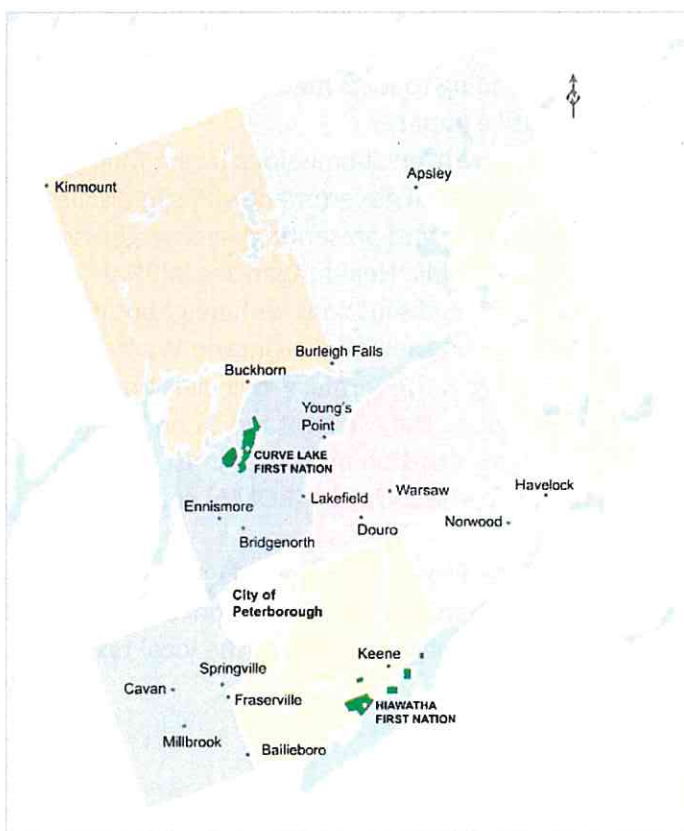 Apsley
Kinmount
Burleigh Falls
Buckhorn
Young's
Point
CURVE LAKE
FIRST NATION
Havelock
Warsaw
Lakefield
Ennismore
Norwood
Douro
Bridgenorth
City of
Peterborough
Keene
Springville
Cavan
Fraserville
HIAWATHA
FIRST NATION
Millbrook
Bailieboro